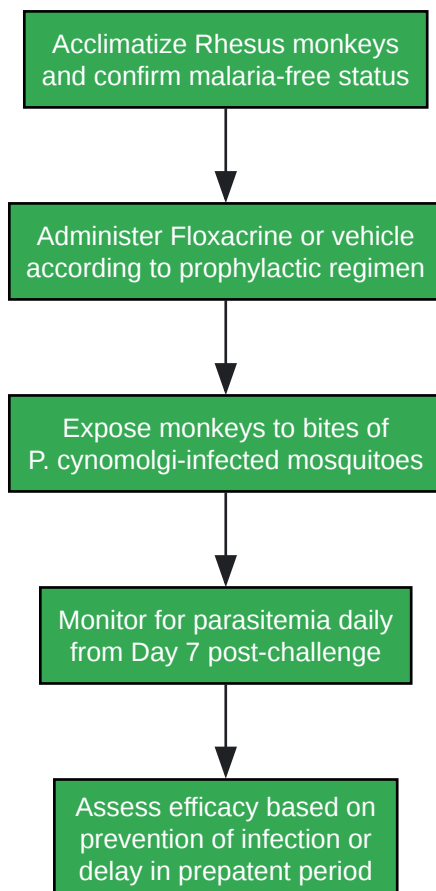 Acclimatize Rhesus monkeys
and confirm malaria-free status
Administer Floxacrine or vehicle
according to prophylactic regimen
Expose monkeys to bites of
P. cynomolgi-infected mosquitoes
Monitor for parasitemia daily
from Day 7 post-challenge
Assess efficacy based on
prevention of infection or
delay in prepatent period